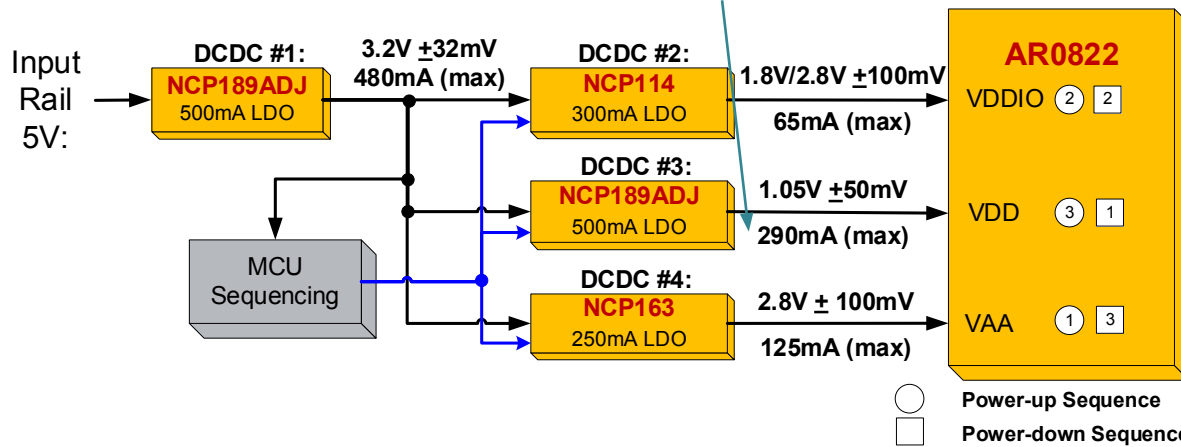 Input
Rail
5V:
DCDC #1:
NCP189ADJ
500mA LDO
3.2V ±32mV
480mA (max)
MCU
Sequencing
DCDC #2:
NCP114
300mA LDO
1.8V/2.8V ±100mV
65mA (max)
DCDC #3:
NCP189ADJ
500mA LDO
1.05V ±50mV
290mA (max)
DCDC #4:
NCP163
250mA LDO
2.8V ± 100mV
125mA (max)
AR0822
VDDIO 2 2
VDD 3 1
VAA 1 3
Power-up Sequence
Power-down Sequence